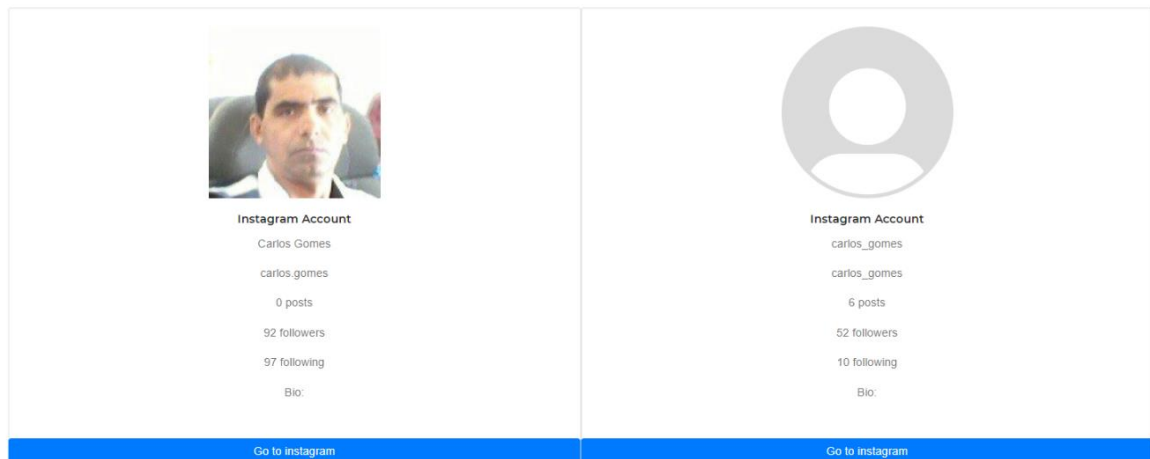 Instagram Account
Carlos Gomes
carlos.gomes
0 posts
92 followers
97 following
Bio:
Go to instagram
Instagram Account
carlos_gomes
carlos_gomes
6 posts
52 followers
10 following
Bio:
Go to instagram